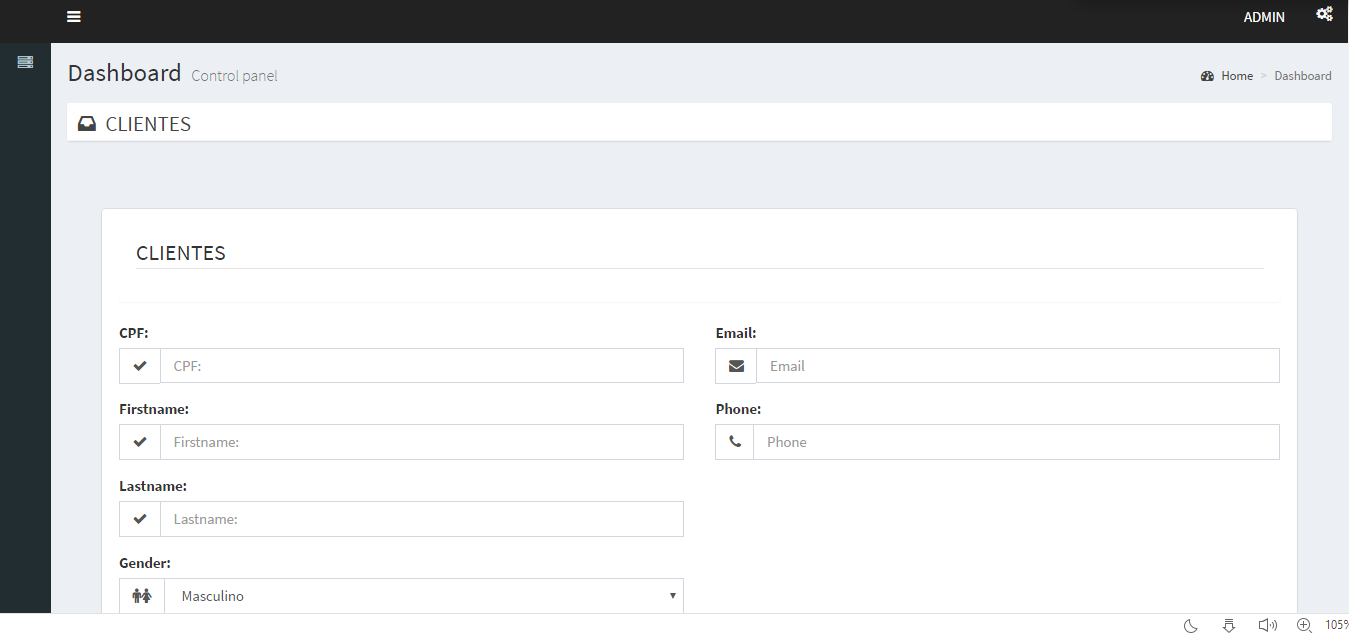 ADMIN
Dashboard Control panel
Home > Dashboard
CLIENTES
CLIENTES
CPF:
CPF:
Firstname:
Firstname:
Lastname:
Lastname:
Gender:
Masculino
Email:
Email
Phone:
Phone
105%